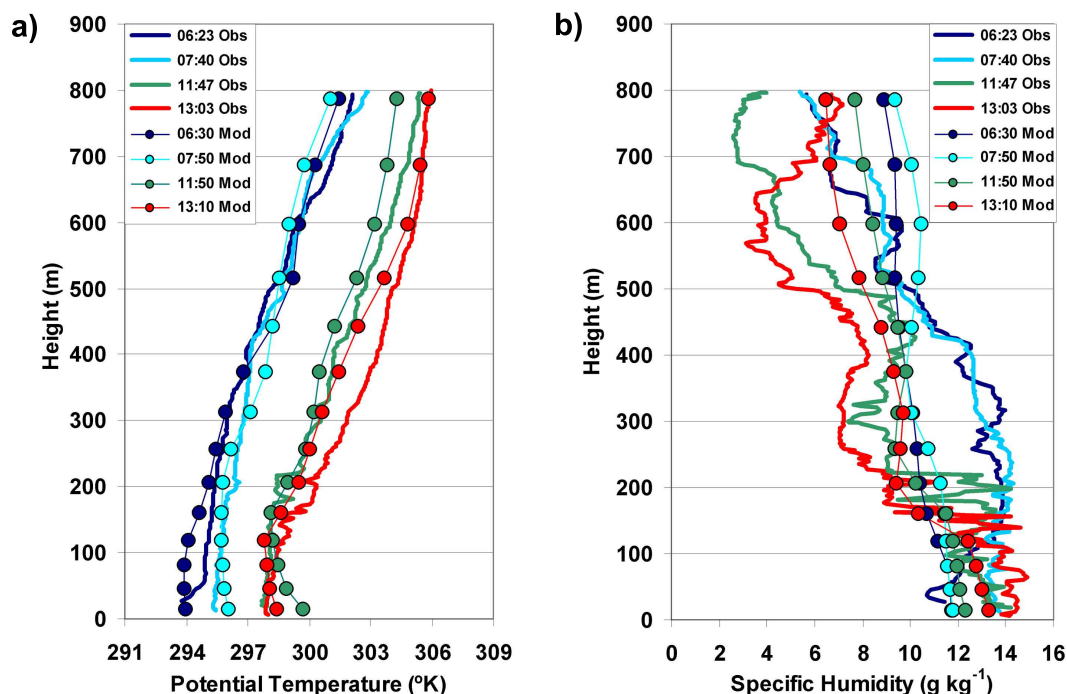 a)
900
800
700
600
500
400
300
200
100
0
Height (m)
06:23 Obs
07:40 Obs
11:47 Obs
13:03 Obs
06:30 Mod
07:50 Mod
11:50 Mod
13:10 Mod
291 294 297 300 303 306 309
Potential Temperature (ºK)
b)
900
800
700
600
500
400
300
200
100
0
Height (m)
06:23 Obs
07:40 Obs
11:47 Obs
13:03 Obs
06:30 Mod
07:50 Mod
11:50 Mod
13:10 Mod
0 2 4 6 8 10 12 14 16
Specific Humidity (g kg⁻¹)